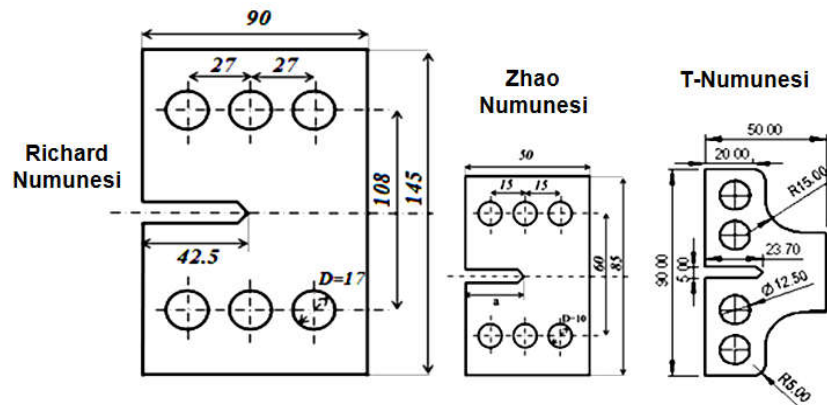 90
27 27
Richard
Numunesi
108
145
42.5
D=17
Zhao
Numunesi
50
15 15
60
85
a
D=10
T-Numunesi
50.00
20.00
R15.00
23.70
90.00
5.00
Ø12.50
R5.00